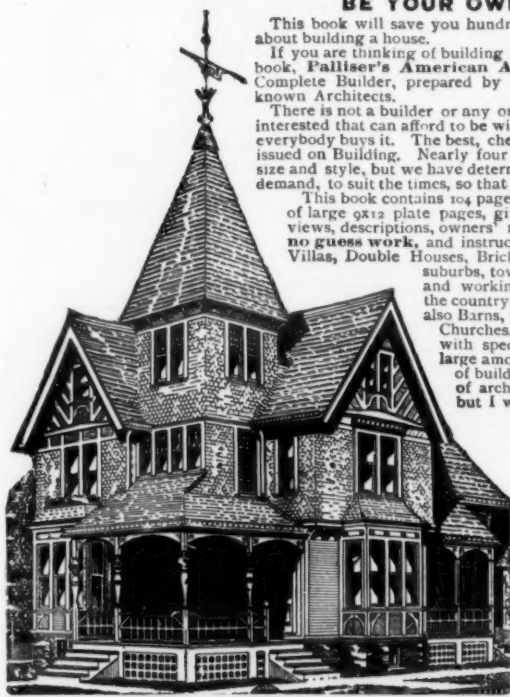 BE YOUR OW
This book will save you hundr
about building a house.
If you are thinking of building
book, Palliser's American A
Complete Builder, prepared by
known Architects.
There is not a builder or any on
interested that can afford to be wi
everybody buys it. The best, che
issued on Building. Nearly four
size and style, but we have determ
demand, to suit the times, so that
This book contains 104 page
of large 9x12 plate pages, gi
views, descriptions, owners'
no guess work, and instruc
Villas, Double Houses, Bric
suburbs, tow
and workin
the country
also Barns,
Churches,
with spec
large amo
of build
of arch
but I w